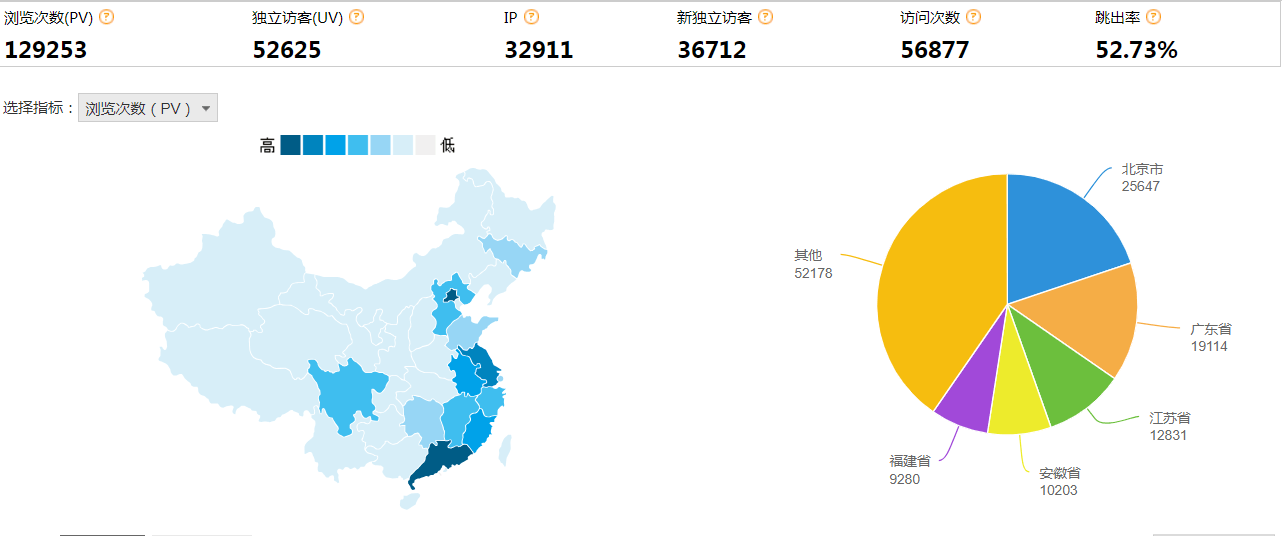 浏览次数(PV) ? 独立访客(UV) ? IP ? 新独立访客 ? 访问次数 ? 跳出率 ?
129253 52625 32911 36712 56877 52.73%
选择指标： 浏览次数（PV）
高 低
北京市
25647
其他
52178
广东省
19114
江苏省
12831
福建省
9280
安徽省
10203